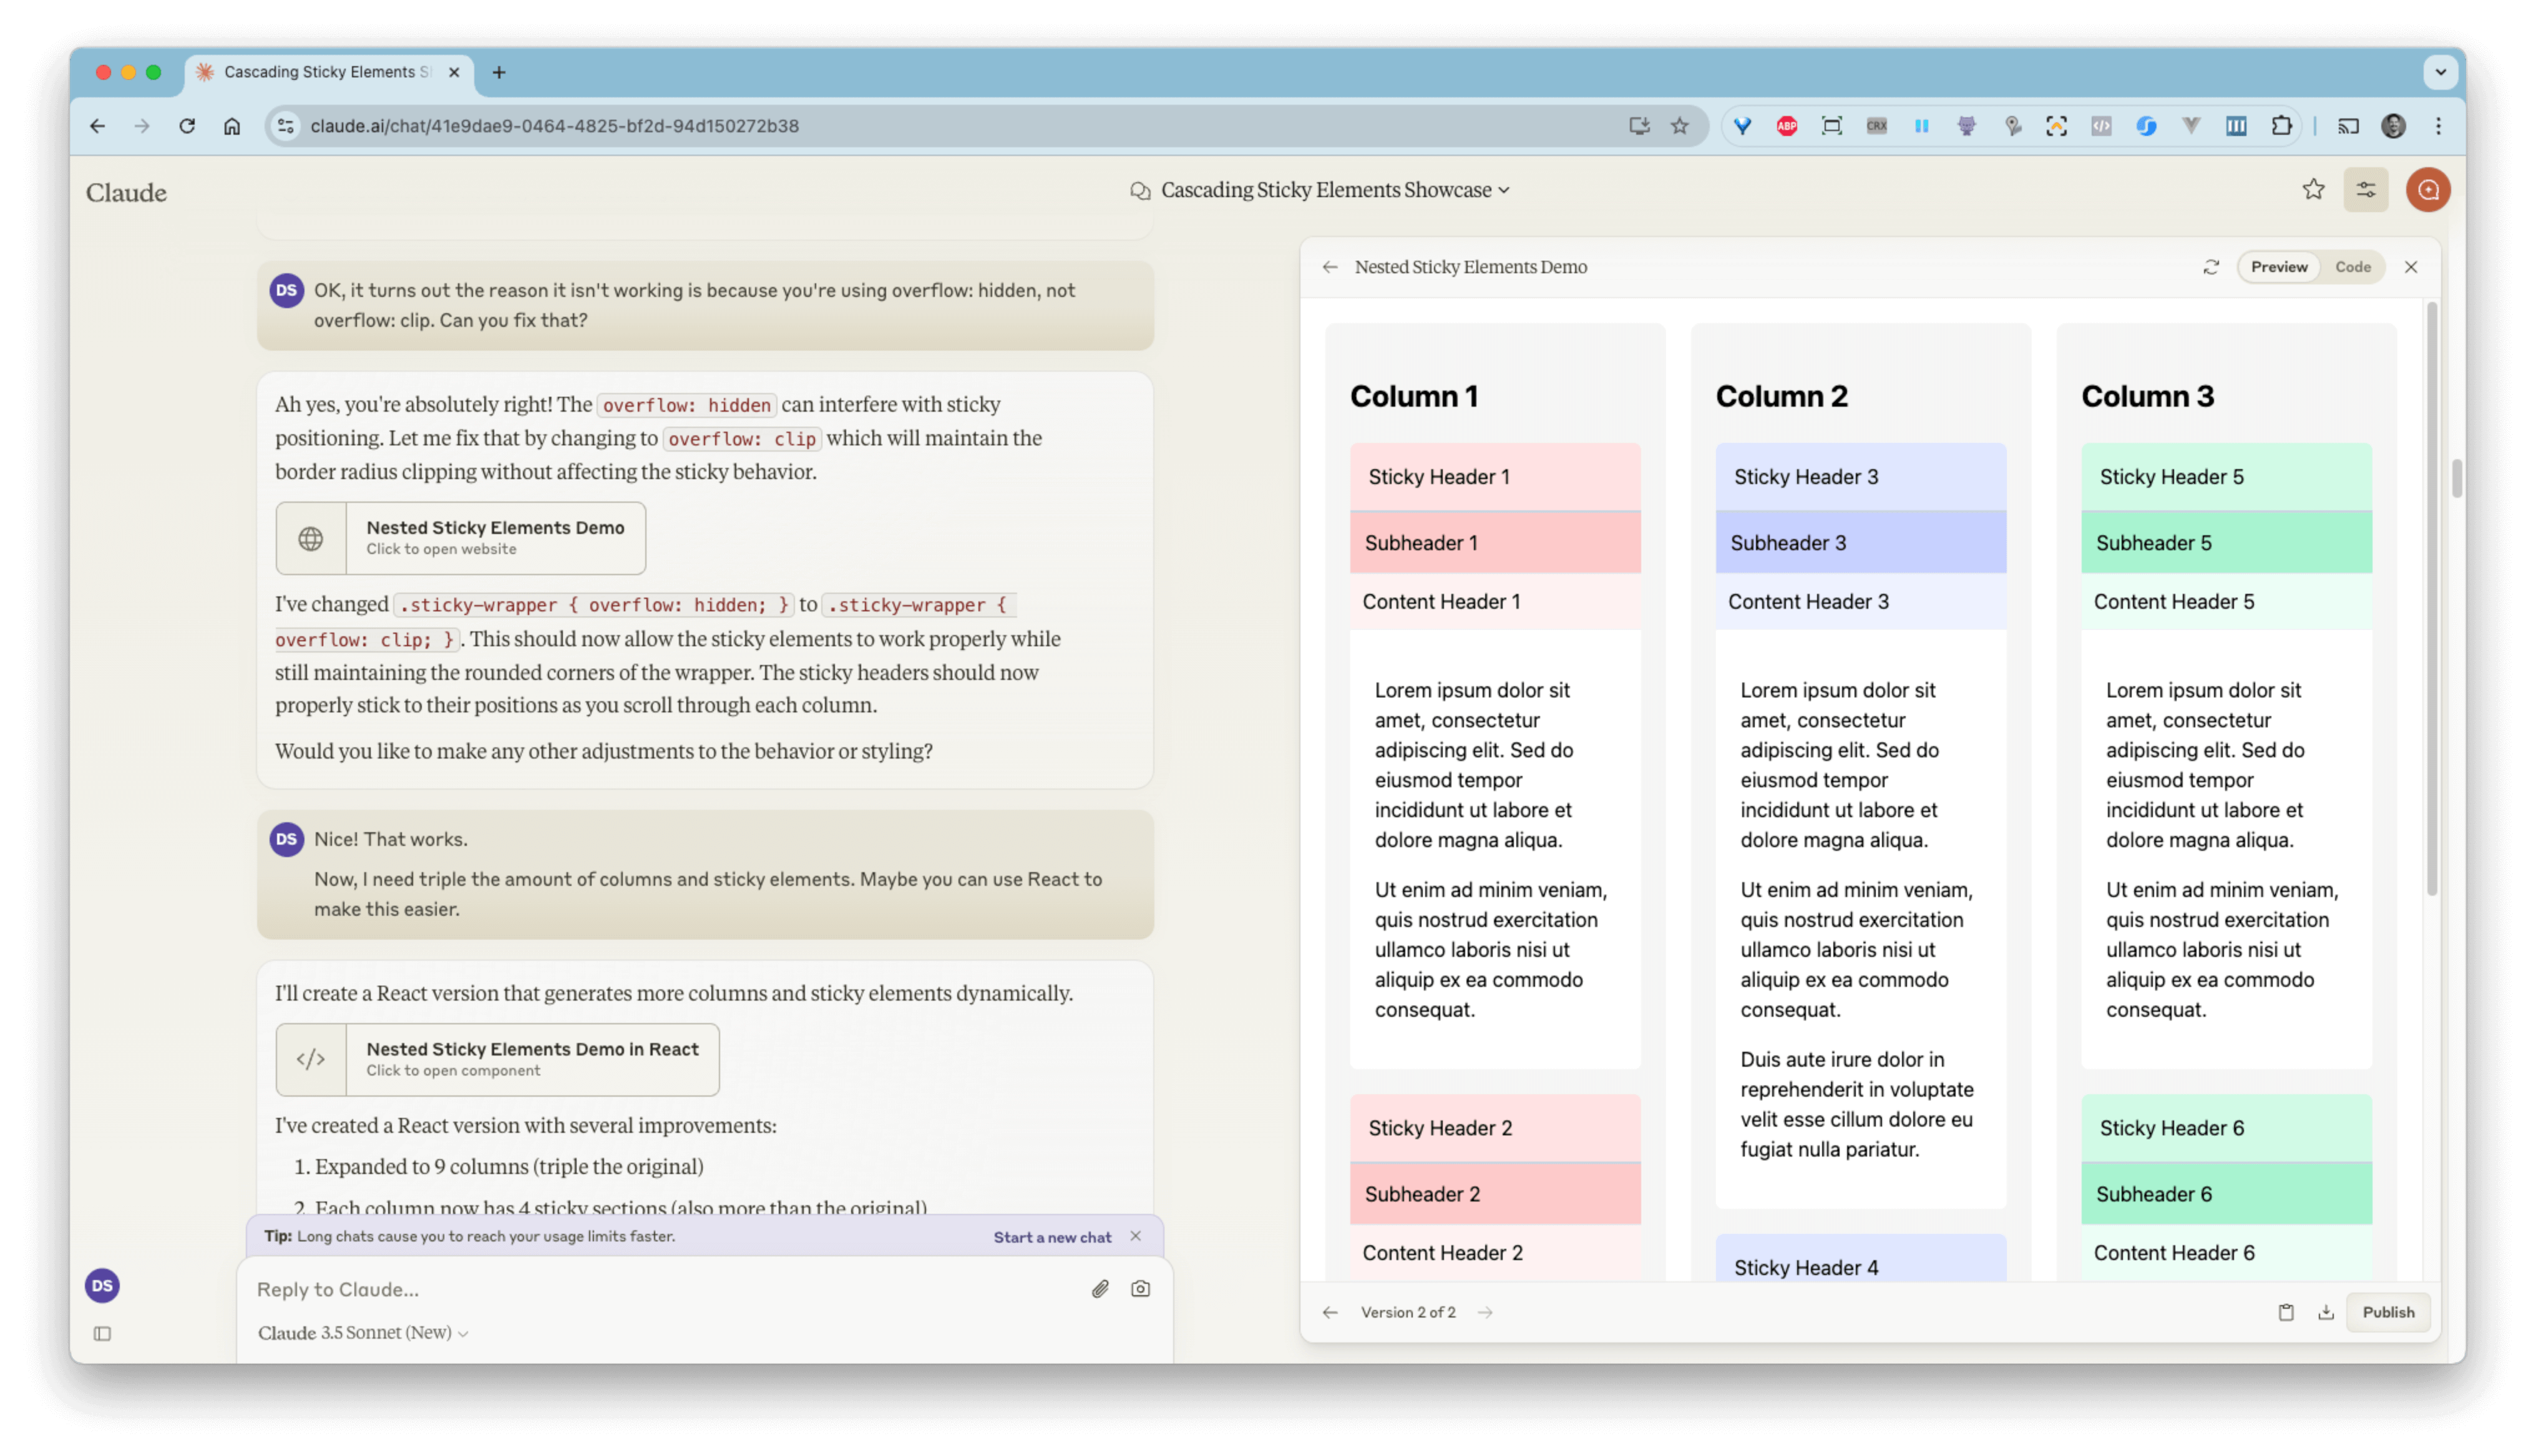 Cascading Sticky Elements S
claude.ai/chat/41e9dae9-0464-4825-bf2d-94d150272b38
ABP
CRX
Claude
Cascading Sticky Elements Showcase
DS
OK, it turns out the reason it isn't working is because you're using overflow: hidden, not
overflow: clip. Can you fix that?
Ah yes, you're absolutely right! The overflow: hidden can interfere with sticky
positioning. Let me fix that by changing to overflow: clip which will maintain the
border radius clipping without affecting the sticky behavior.
Nested Sticky Elements Demo
Click to open website
I've changed .sticky-wrapper { overflow: hidden; } to .sticky-wrapper {
overflow: clip; }. This should now allow the sticky elements to work properly while
still maintaining the rounded corners of the wrapper. The sticky headers should now
properly stick to their positions as you scroll through each column.
Would you like to make any other adjustments to the behavior or styling?
DS
Nice! That works.
Now, I need triple the amount of columns and sticky elements. Maybe you can use React to
make this easier.
I'll create a React version that generates more columns and sticky elements dynamically.
</>
Nested Sticky Elements Demo in React
Click to open component
I've created a React version with several improvements:
1. Expanded to 9 columns (triple the original)
2. Each column now has 4 sticky sections (also more than the original)
Tip: Long chats cause you to reach your usage limits faster.
Start a new chat
DS
Reply to Claude...
Claude 3.5 Sonnet (New)
Nested Sticky Elements Demo
Preview
Code
Column 1
Sticky Header 1
Subheader 1
Content Header 1
Lorem ipsum dolor sit
amet, consectetur
adipiscing elit. Sed do
eiusmod tempor
incididunt ut labore et
dolore magna aliqua.
Ut enim ad minim veniam,
quis nostrud exercitation
ullamco laboris nisi ut
aliquip ex ea commodo
consequat.
Sticky Header 2
Subheader 2
Content Header 2
Column 2
Sticky Header 3
Subheader 3
Content Header 3
Lorem ipsum dolor sit
amet, consectetur
adipiscing elit. Sed do
eiusmod tempor
incididunt ut labore et
dolore magna aliqua.
Ut enim ad minim veniam,
quis nostrud exercitation
ullamco laboris nisi ut
aliquip ex ea commodo
consequat.
Duis aute irure dolor in
reprehenderit in voluptate
velit esse cillum dolore eu
fugiat nulla pariatur.
Sticky Header 4
Column 3
Sticky Header 5
Subheader 5
Content Header 5
Lorem ipsum dolor sit
amet, consectetur
adipiscing elit. Sed do
eiusmod tempor
incididunt ut labore et
dolore magna aliqua.
Ut enim ad minim veniam,
quis nostrud exercitation
ullamco laboris nisi ut
aliquip ex ea commodo
consequat.
Sticky Header 6
Subheader 6
Content Header 6
Version 2 of 2
Publish